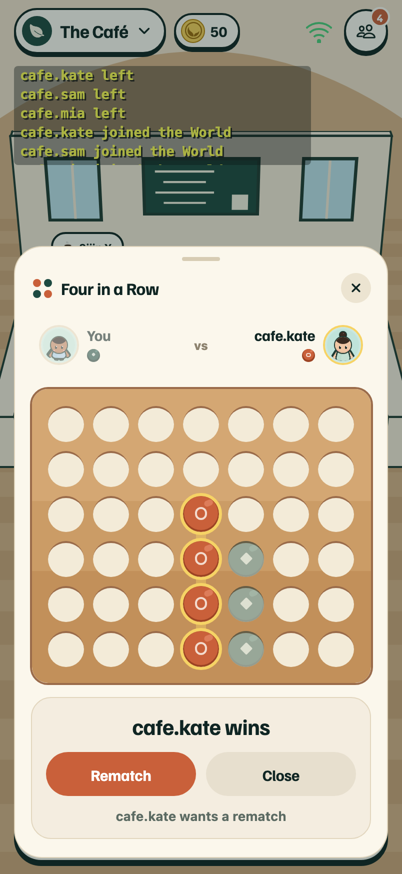 The Café
50
4
cafe.kate left
cafe.sam left
cafe.mia left
cafe.kate joined the World
cafe.sam joined the World
Four in a Row
You
vs
cafe.kate
cafe.kate wins
Rematch
Close
cafe.kate wants a rematch